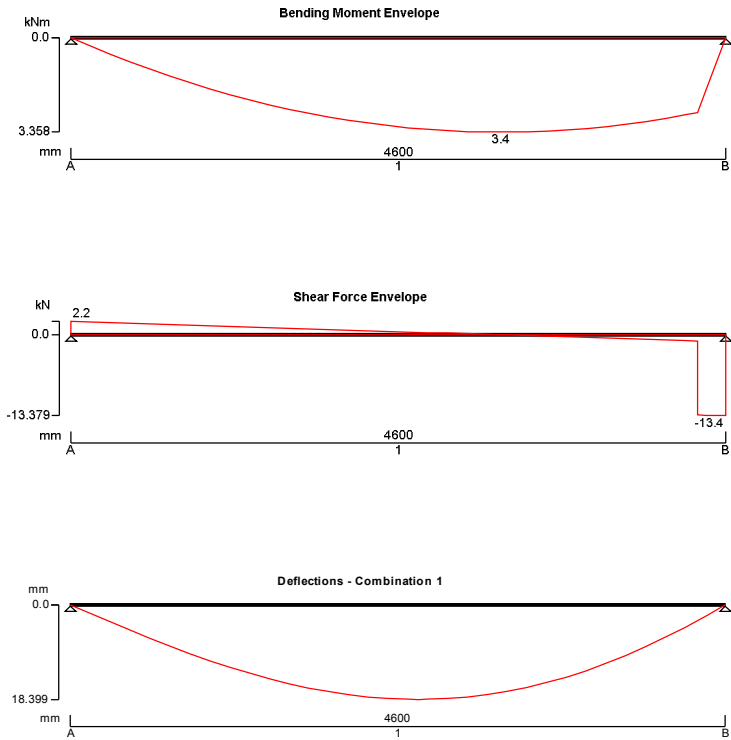 Bending Moment Envelope
kNm
0.0
3.358
3.4
mm
4600
A 1 B
Shear Force Envelope
kN
2.2
0.0
-13.379
-13.4
mm
4600
A 1 B
Deflections - Combination 1
mm
0.0
18.399
mm
4600
A 1 B